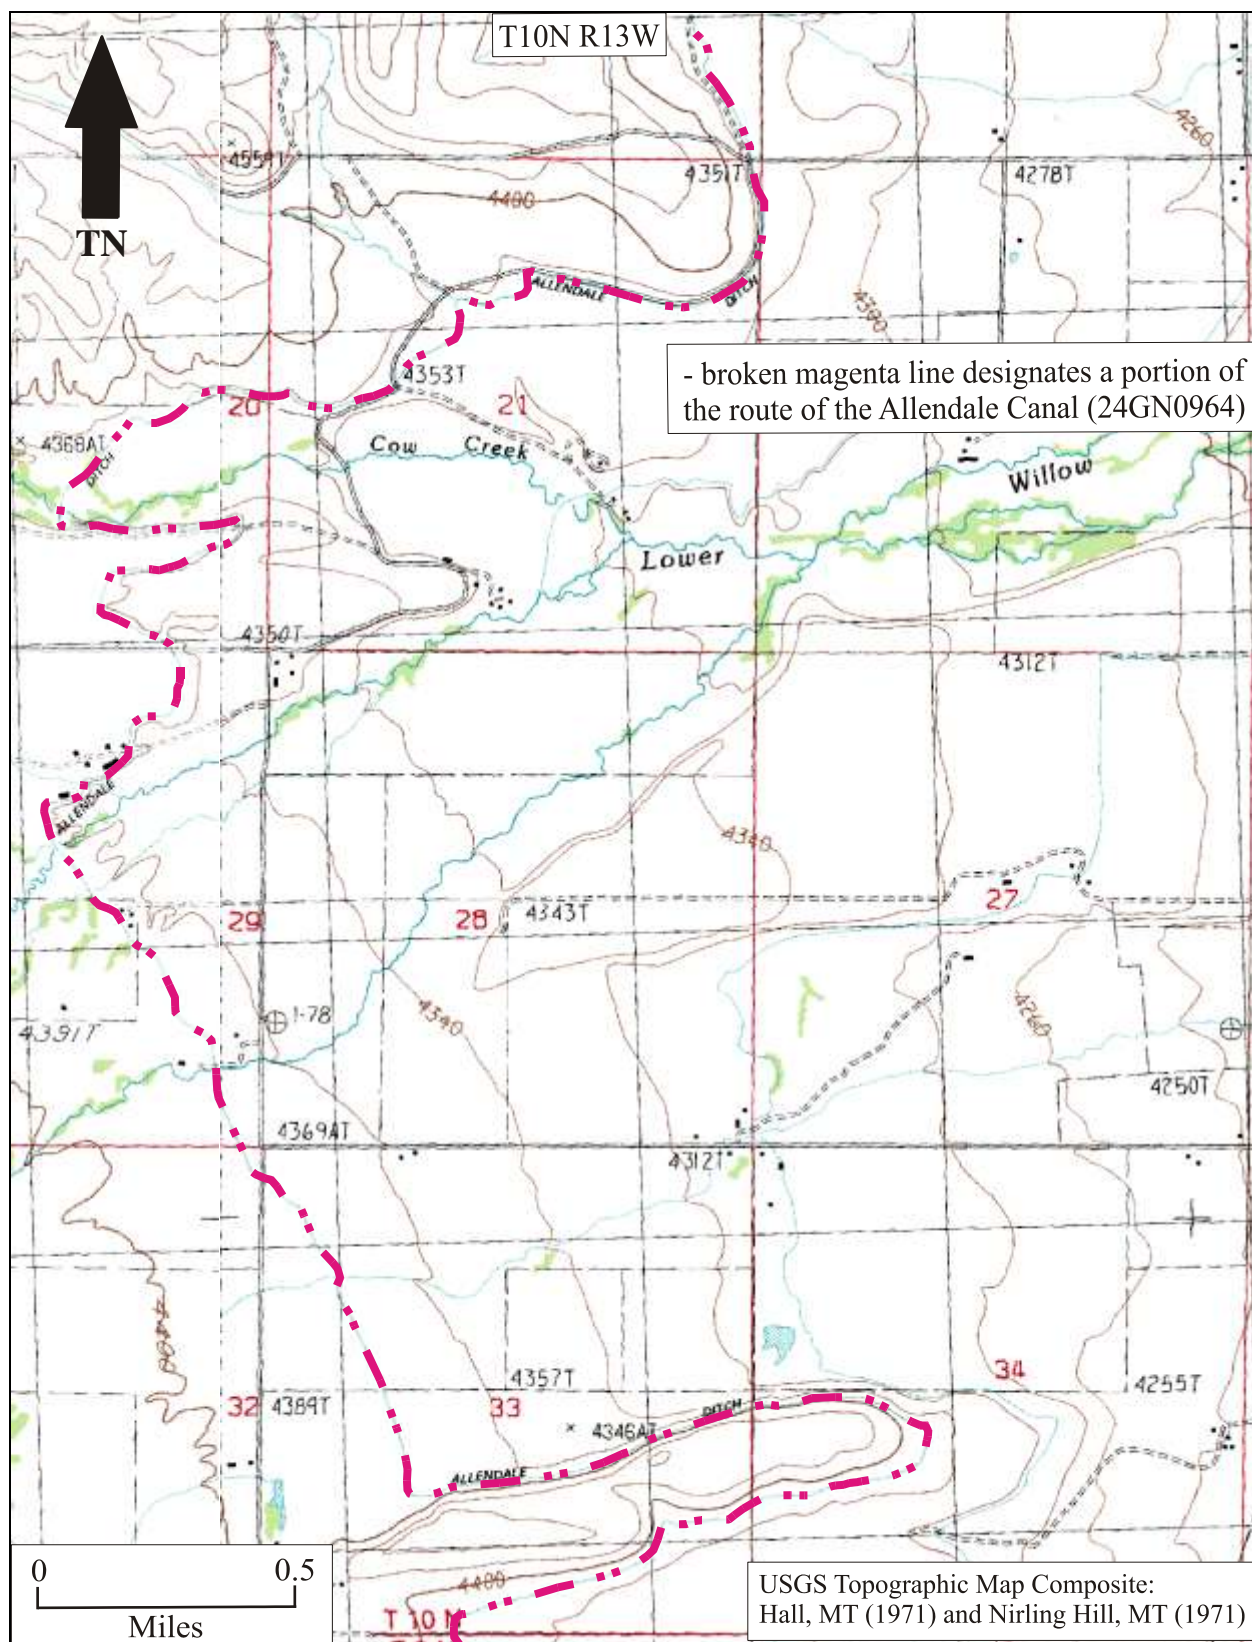 T10N R13W
TN
4559T
4351T
4278T
4260
4400
ALLENDALE
DITCH
4300
4353T
- broken magenta line designates a portion of
the route of the Allendale Canal (24GN0964)
20
21
4368AT
DITCH
Cow Creek
Willow
Lower
4350T
4312T
ALLENDALE
4340
29
28
4343T
27
4391T
1-78
4340
4260
4250T
4369AT
4312T
4400
32
4389T
33
4357T
34
4255T
4346AT
DITCH
ALLENDALE
4400
T 10 N
0 0.5
Miles
USGS Topographic Map Composite:
Hall, MT (1971) and Nirling Hill, MT (1971)